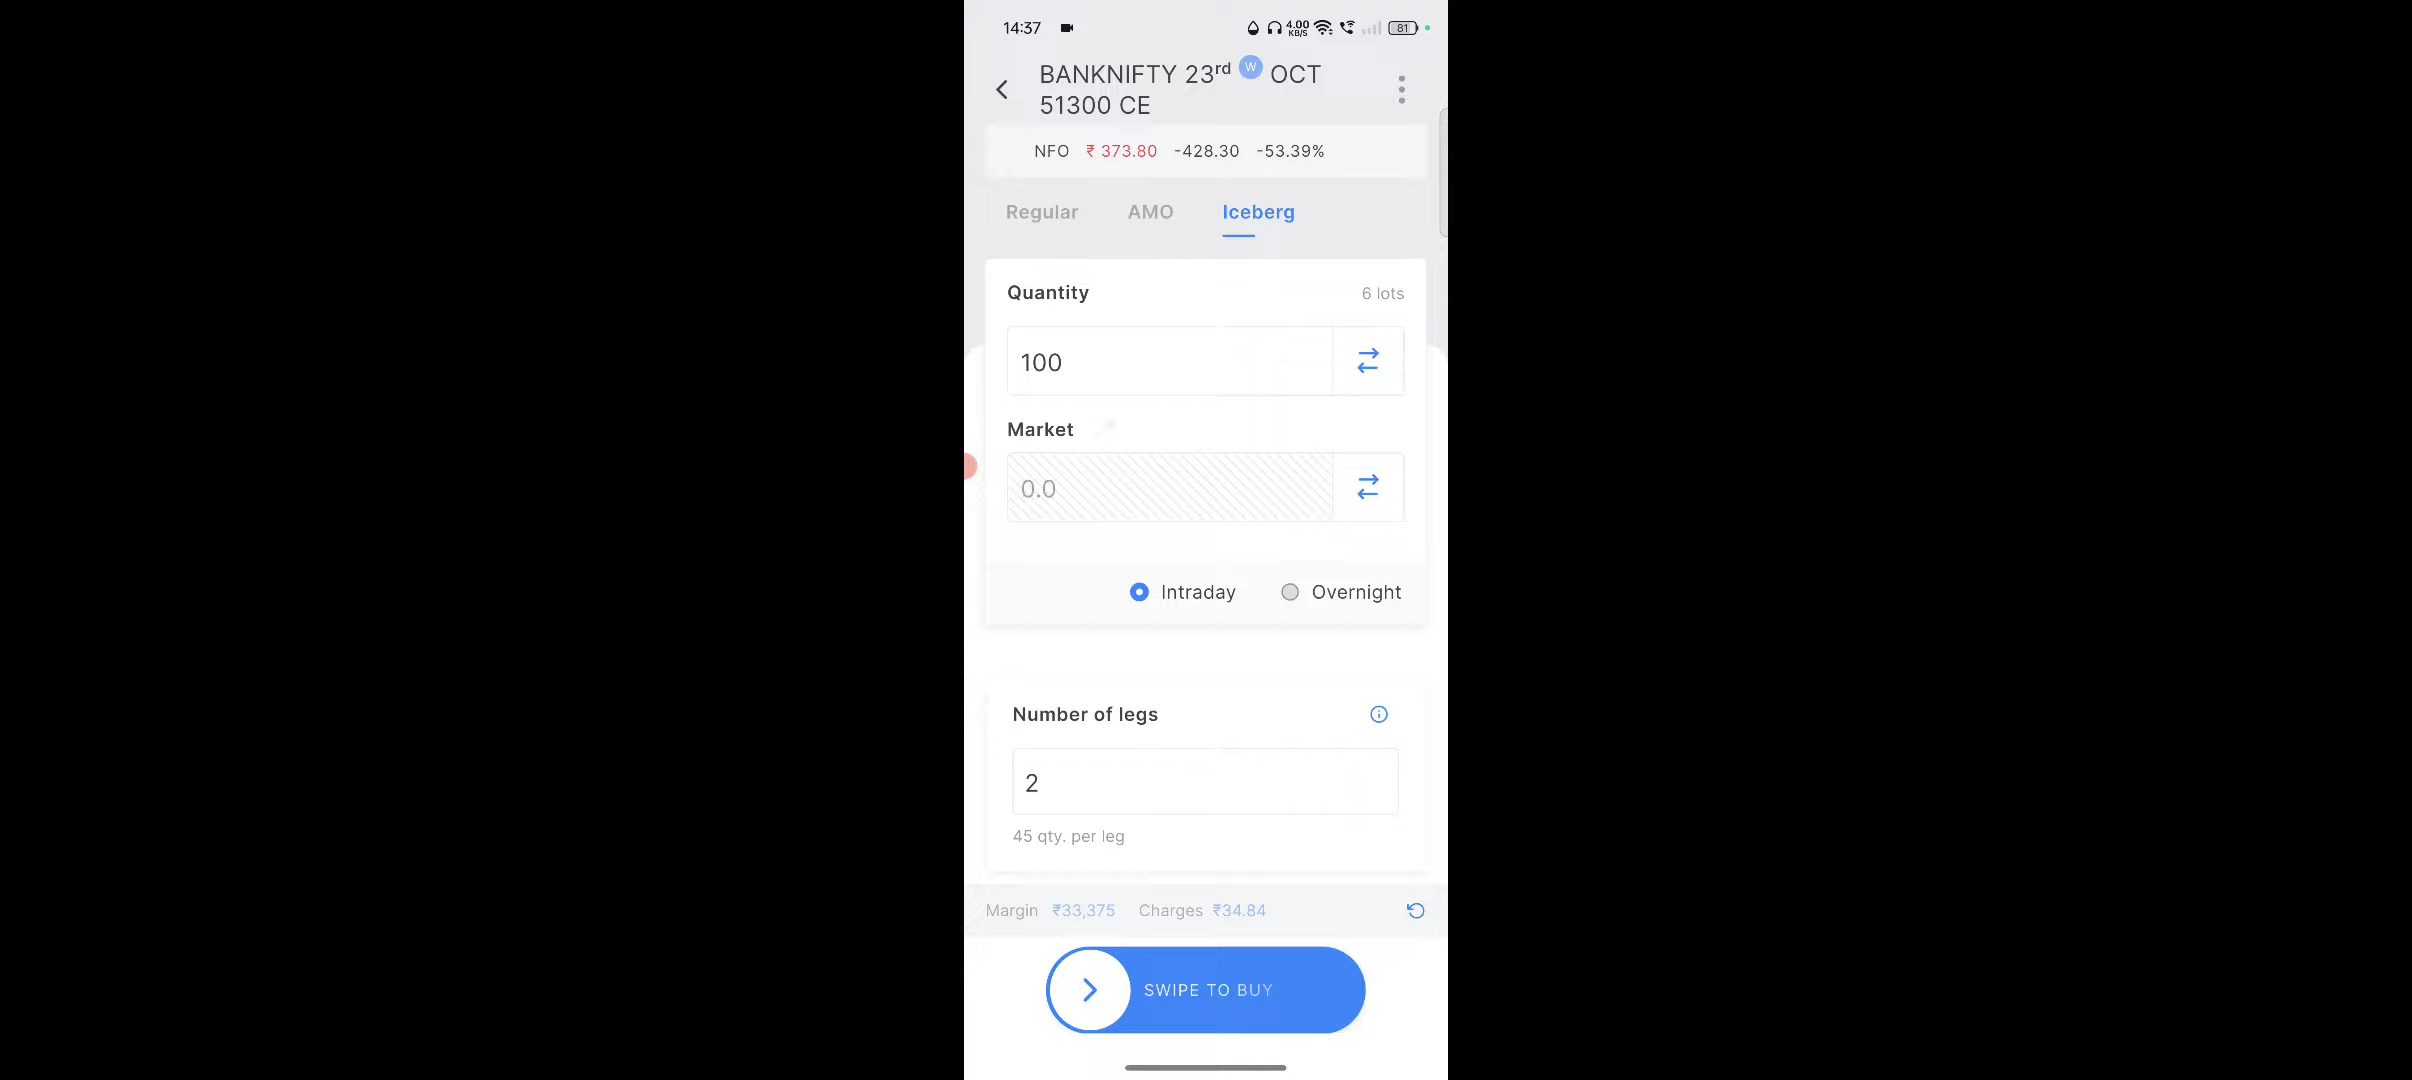 14:37
4.00
KB/S
81
BANKNIFTY 23rd W OCT
51300 CE
NFO ₹ 373.80 -428.30 -53.39%
Regular AMO Iceberg
Quantity 6 lots
100
Market
0.0
Intraday Overnight
Number of legs
2
45 qty. per leg
Margin ₹33,375 Charges ₹34.84
SWIPE TO BUY